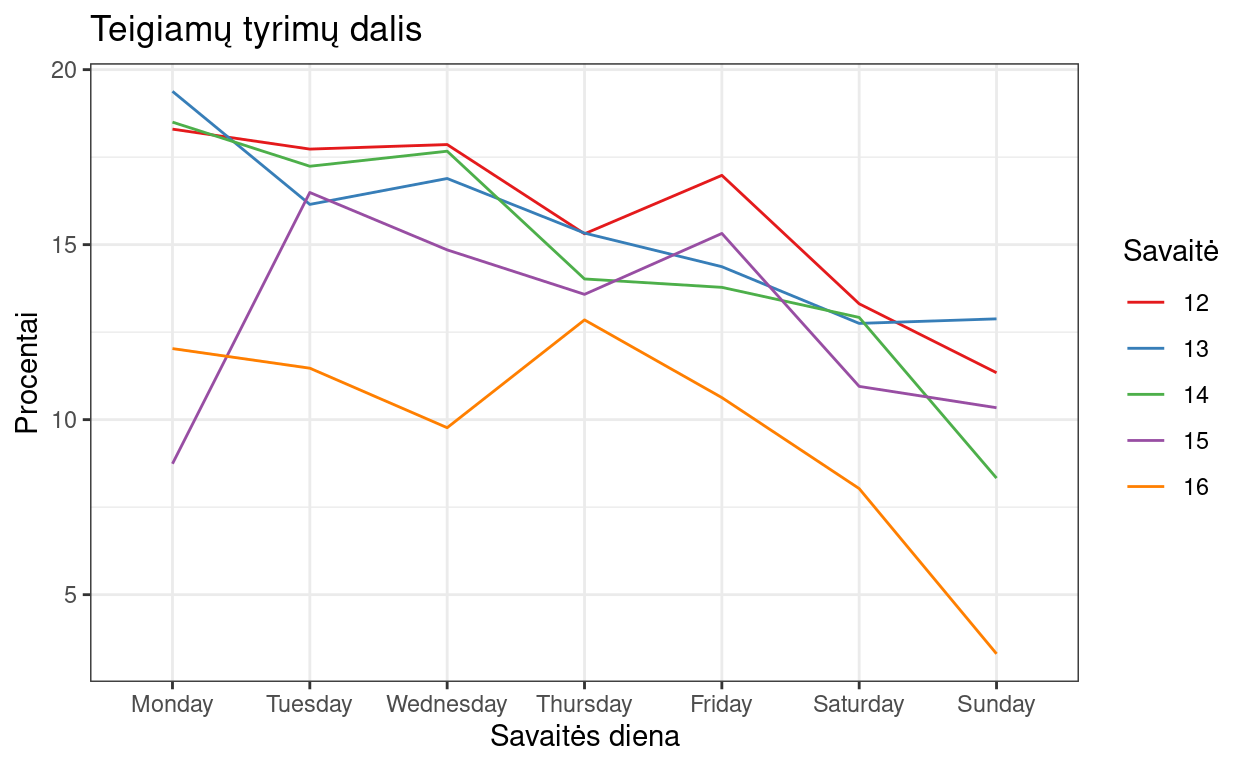 Teigiamų tyrimų dalis
Procentai
20
15
10
5
Monday
Tuesday
Wednesday
Thursday
Friday
Saturday
Sunday
Savaitės diena
Savaitė
12
13
14
15
16